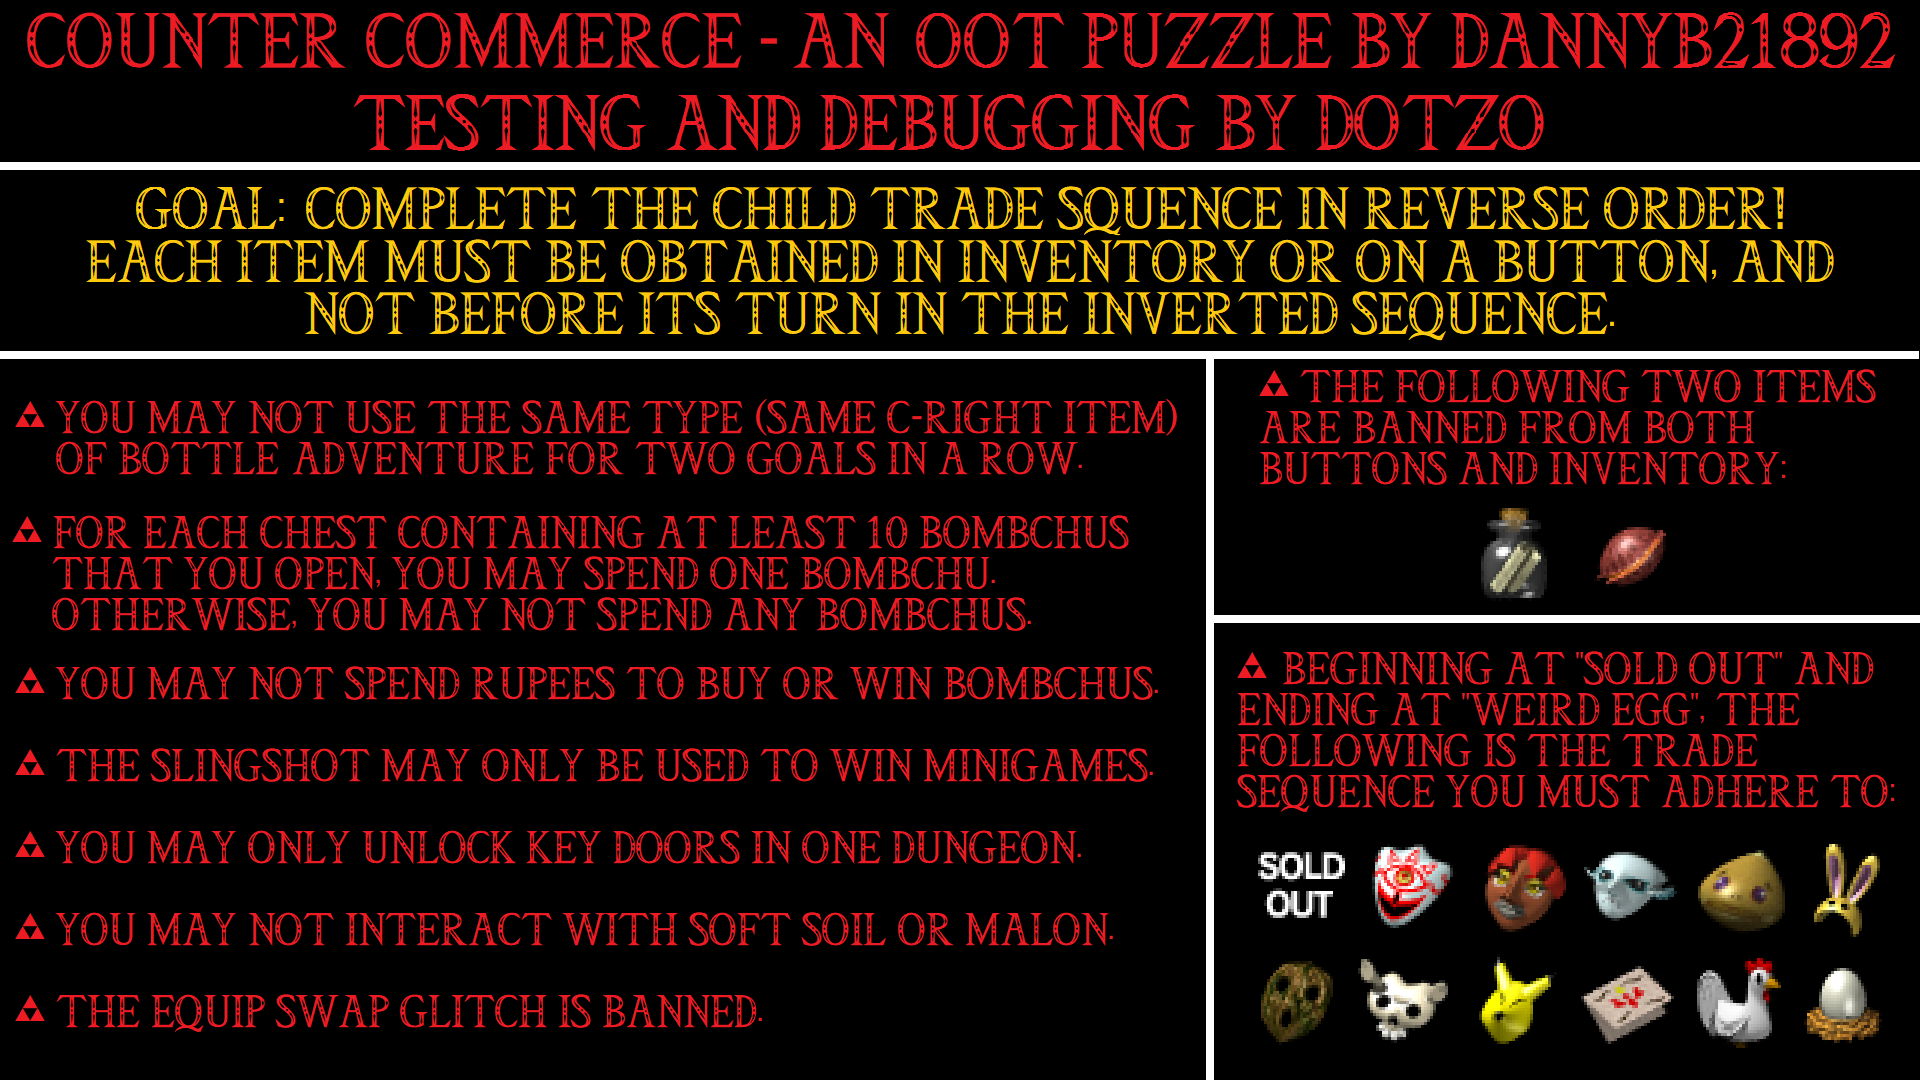 COUNTER COMMERCE - AN OOT PUZZLE BY DANNYB21892
TESTING AND DEBUGGING BY DOTZO
GOAL: COMPLETE THE CHILD TRADE SQUENCE IN REVERSE ORDER!
EACH ITEM MUST BE OBTAINED IN INVENTORY OR ON A BUTTON, AND
NOT BEFORE ITS TURN IN THE INVERTED SEQUENCE.
YOU MAY NOT USE THE SAME TYPE (SAME C-RIGHT ITEM)
OF BOTTLE ADVENTURE FOR TWO GOALS IN A ROW.
FOR EACH CHEST CONTAINING AT LEAST 10 BOMBCHUS
THAT YOU OPEN, YOU MAY SPEND ONE BOMBCHU.
OTHERWISE, YOU MAY NOT SPEND ANY BOMBCHUS.
YOU MAY NOT SPEND RUPEES TO BUY OR WIN BOMBCHUS.
THE SLINGSHOT MAY ONLY BE USED TO WIN MINIGAMES.
YOU MAY ONLY UNLOCK KEY DOORS IN ONE DUNGEON.
YOU MAY NOT INTERACT WITH SOFT SOIL OR MALON.
THE EQUIP SWAP GLITCH IS BANNED.
THE FOLLOWING TWO ITEMS
ARE BANNED FROM BOTH
BUTTONS AND INVENTORY:
BEGINNING AT "SOLD OUT" AND
ENDING AT "WEIRD EGG", THE
FOLLOWING IS THE TRADE
SEQUENCE YOU MUST ADHERE TO:
SOLD
OUT